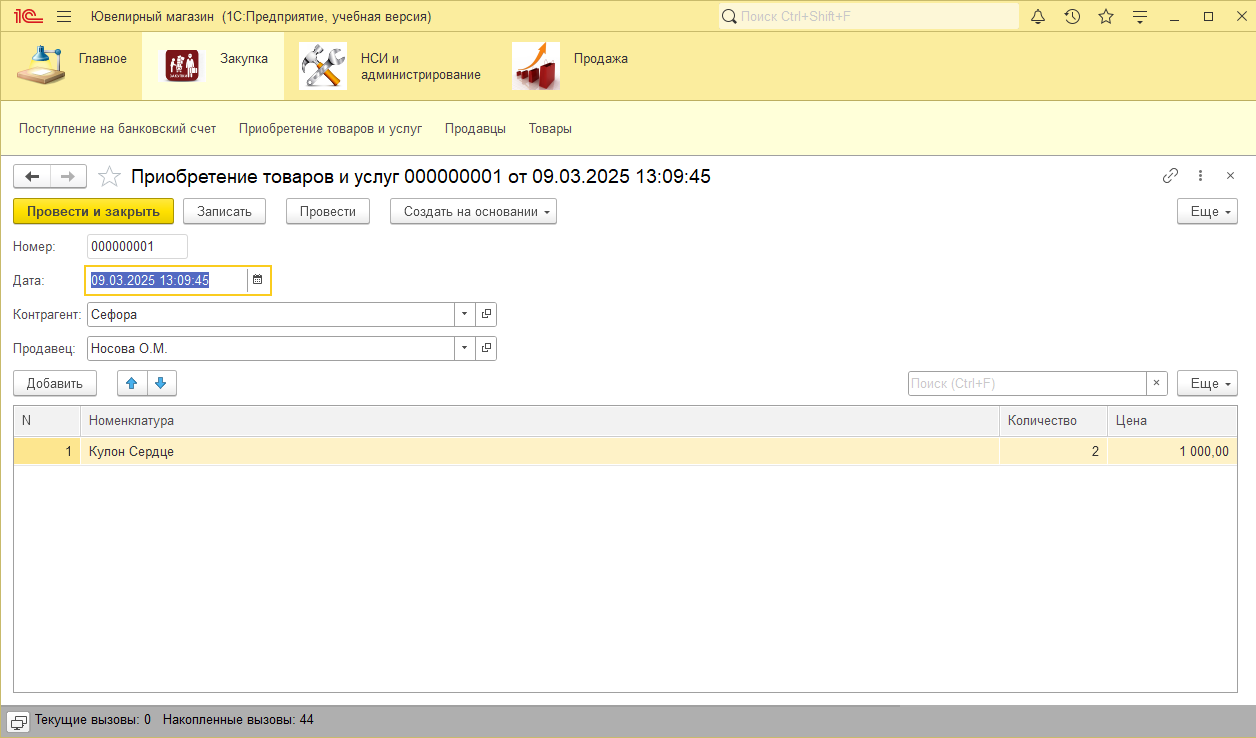 1С Ювелирный магазин (1С:Предприятие, учебная версия) Поиск Ctrl+Shift+F
Главное
ЗАКУПКИ
Закупка
НСИ и
администрирование
Продажа
Поступление на банковский счет Приобретение товаров и услуг Продавцы Товары
Приобретение товаров и услуг 000000001 от 09.03.2025 13:09:45
Провести и закрыть Записать Провести Создать на основании Еще
Номер: 000000001
Дата: 09.03.2025 13:09:45
Контрагент: Сефора
Продавец: Носова О.М.
Добавить Поиск (Ctrl+F) × Еще
N Номенклатура Количество Цена
1 Кулон Сердце 2 1 000,00
Текущие вызовы: 0 Накопленные вызовы: 44